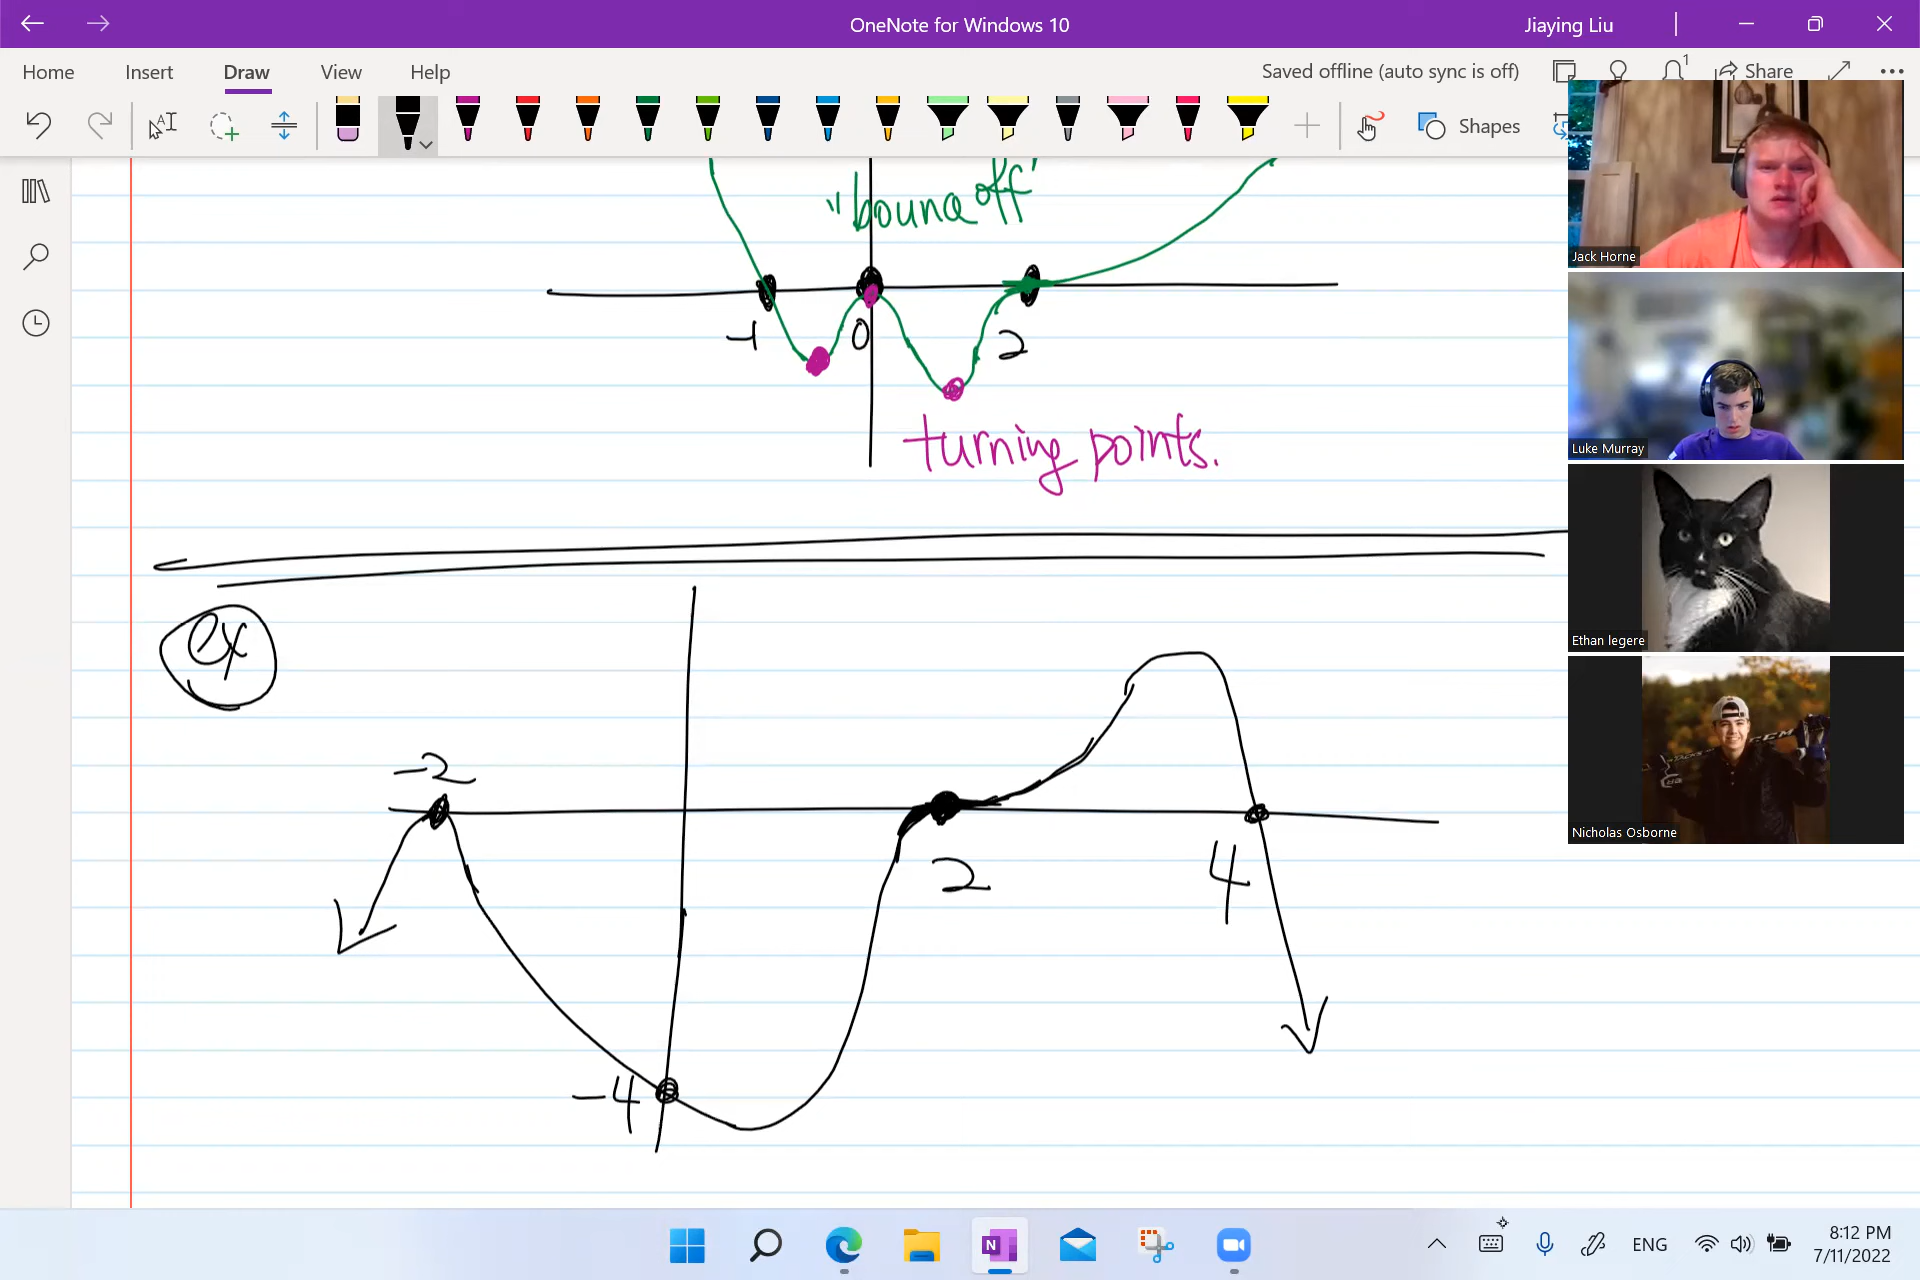 OneNote for Windows 10
Jiaying Liu
Home Insert Draw View Help
Saved offline (auto sync is off)
1
Share
Shapes
"bounc off"
-1 0 2
turning points.
ex
-2
2
4
-4
Jack Horne
Luke Murray
Ethan legere
Nicholas Osborne
ENG
8:12 PM
7/11/2022